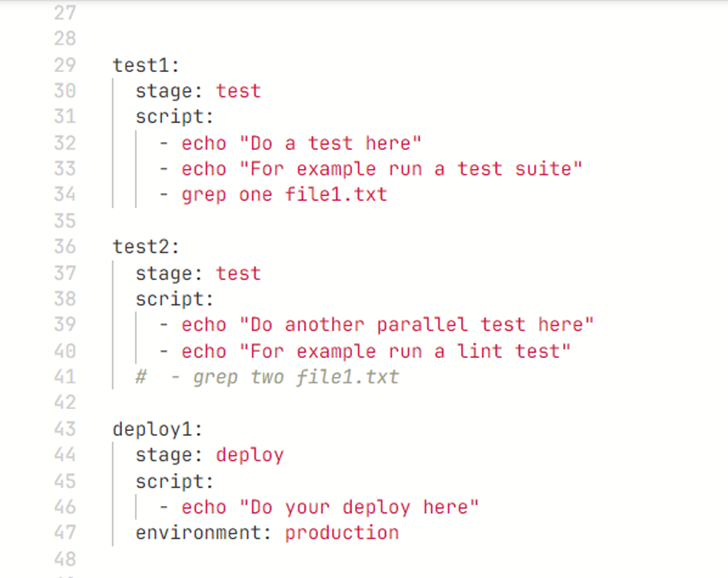 27
28
29 test1:
30 stage: test
31 script:
32 - echo "Do a test here"
33 - echo "For example run a test suite"
34 - grep one file1.txt
35
36 test2:
37 stage: test
38 script:
39 - echo "Do another parallel test here"
40 - echo "For example run a lint test"
41 # - grep two file1.txt
42
43 deploy1:
44 stage: deploy
45 script:
46 - echo "Do your deploy here"
47 environment: production
48